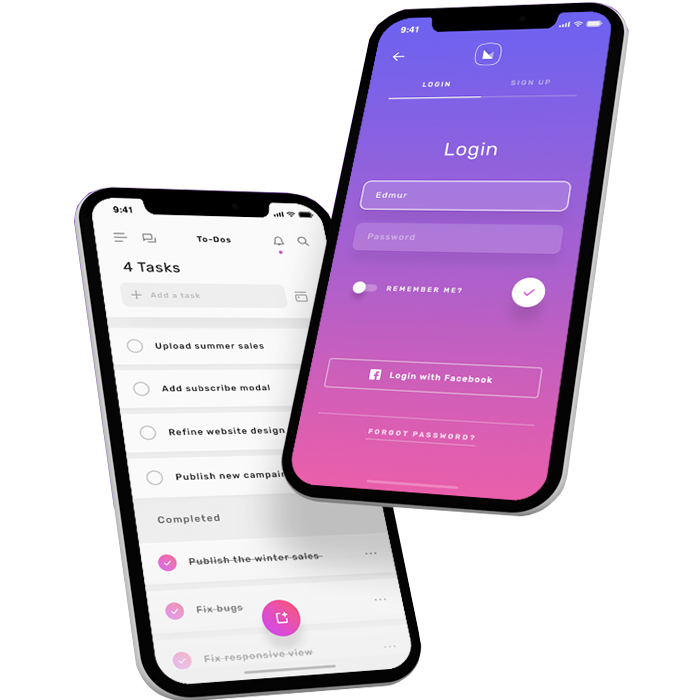 9:41
To-Dos
4 Tasks
Add a task
Upload summer sales
Add subscribe modal
Refine website design
Publish new
Completed
Publish the winter sales
Fix bugs
Fix responsive view
9:41
LOGIN SIGN UP
Login
Edmur
Password
REMEMBER ME?
Login with Facebook
FORGOT PASSWORD?